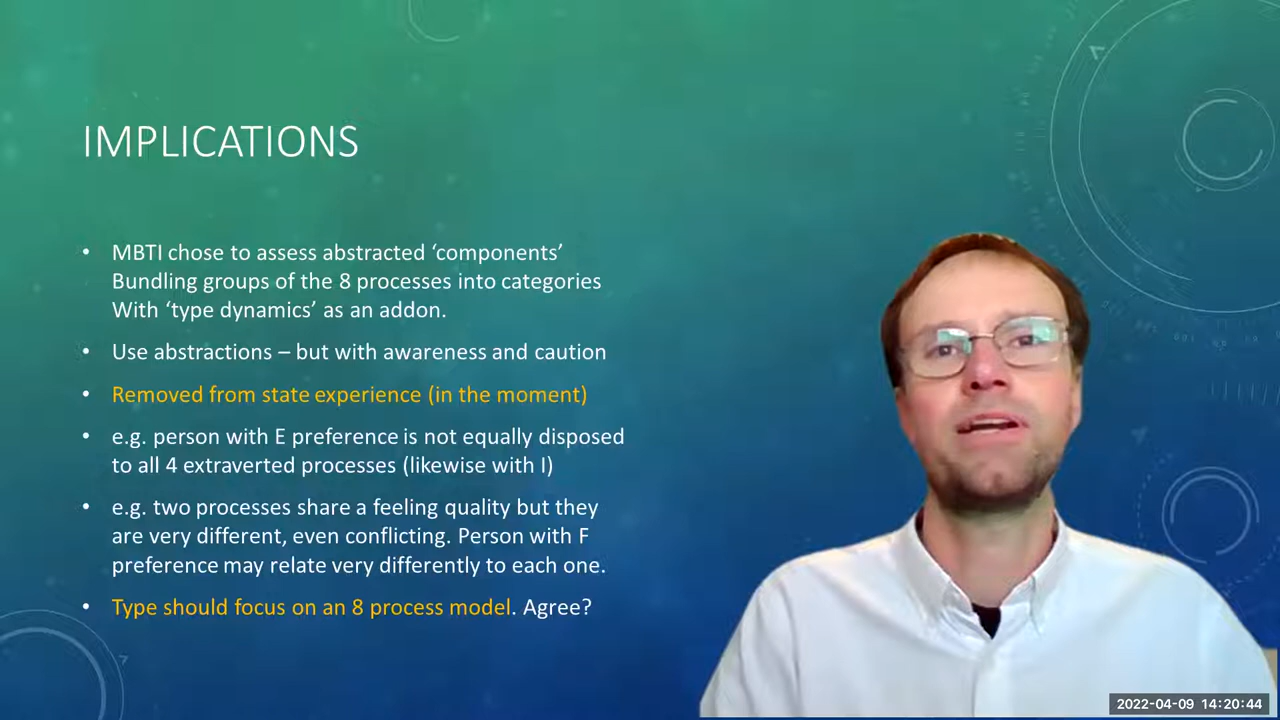 IMPLICATIONS
• MBTI chose to assess abstracted ‘components’
Bundling groups of the 8 processes into categories
With ‘type dynamics’ as an addon.
• Use abstractions – but with awareness and caution
• Removed from state experience (in the moment)
• e.g. person with E preference is not equally disposed
to all 4 extraverted processes (likewise with I)
• e.g. two processes share a feeling quality but they
are very different, even conflicting. Person with F
preference may relate very differently to each one.
• Type should focus on an 8 process model. Agree?
2022-04-09 14:20:44